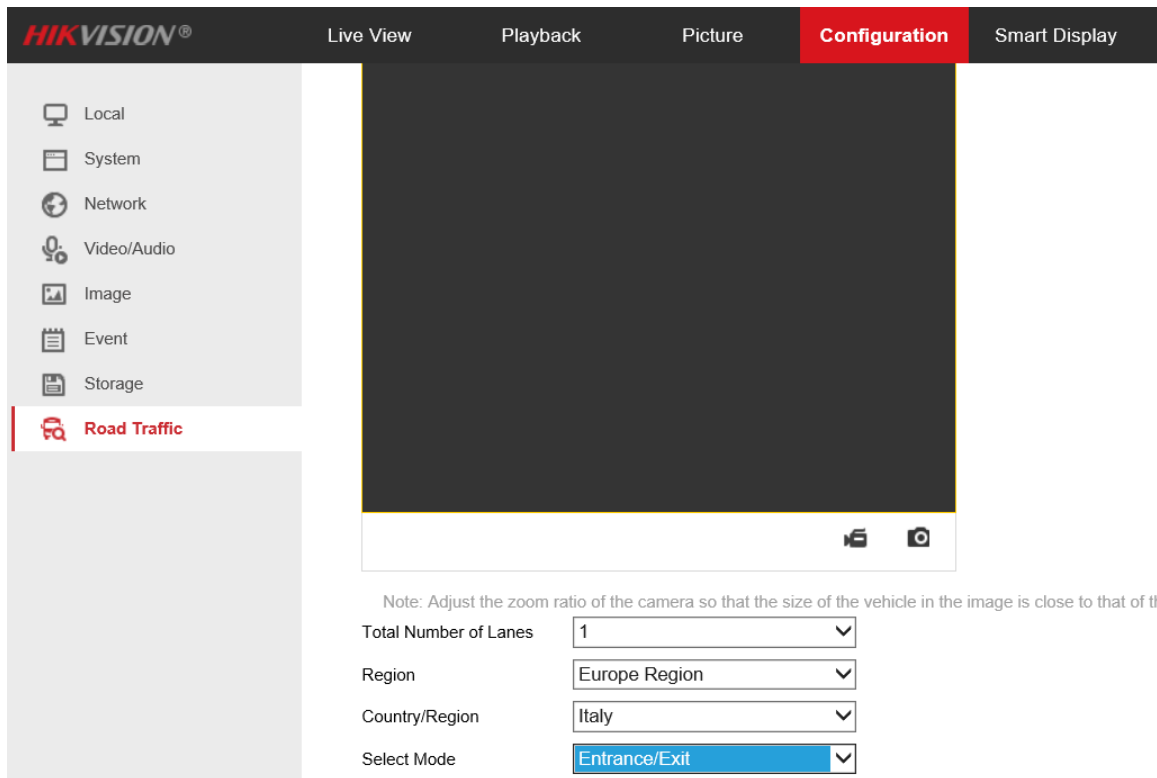 HIKVISION® Live View Playback Picture Configuration Smart Display
Local
System
Network
Video/Audio
Image
Event
Storage
Road Traffic
Note: Adjust the zoom ratio of the camera so that the size of the vehicle in the image is close to that of
Total Number of Lanes 1
Region Europe Region
Country/Region Italy
Select Mode Entrance/Exit